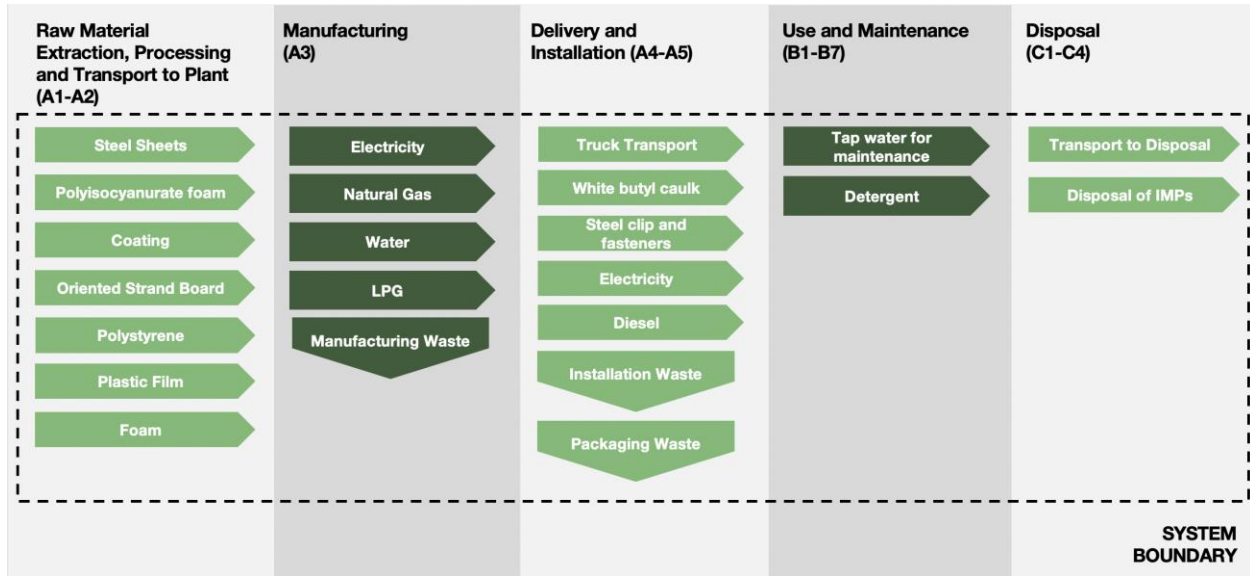 Raw Material
Extraction, Processing
and Transport to Plant
(A1-A2)
Steel Sheets
Polyisocyanurate foam
Coating
Oriented Strand Board
Polystyrene
Plastic Film
Foam
Manufacturing
(A3)
Electricity
Natural Gas
Water
LPG
Manufacturing Waste
Delivery and
Installation (A4-A5)
Truck Transport
White butyl caulk
Steel clip and
fasteners
Electricity
Diesel
Installation Waste
Packaging Waste
Use and Maintenance
(B1-B7)
Tap water for
maintenance
Detergent
Disposal
(C1-C4)
Transport to Disposal
Disposal of IMPs
SYSTEM
BOUNDARY